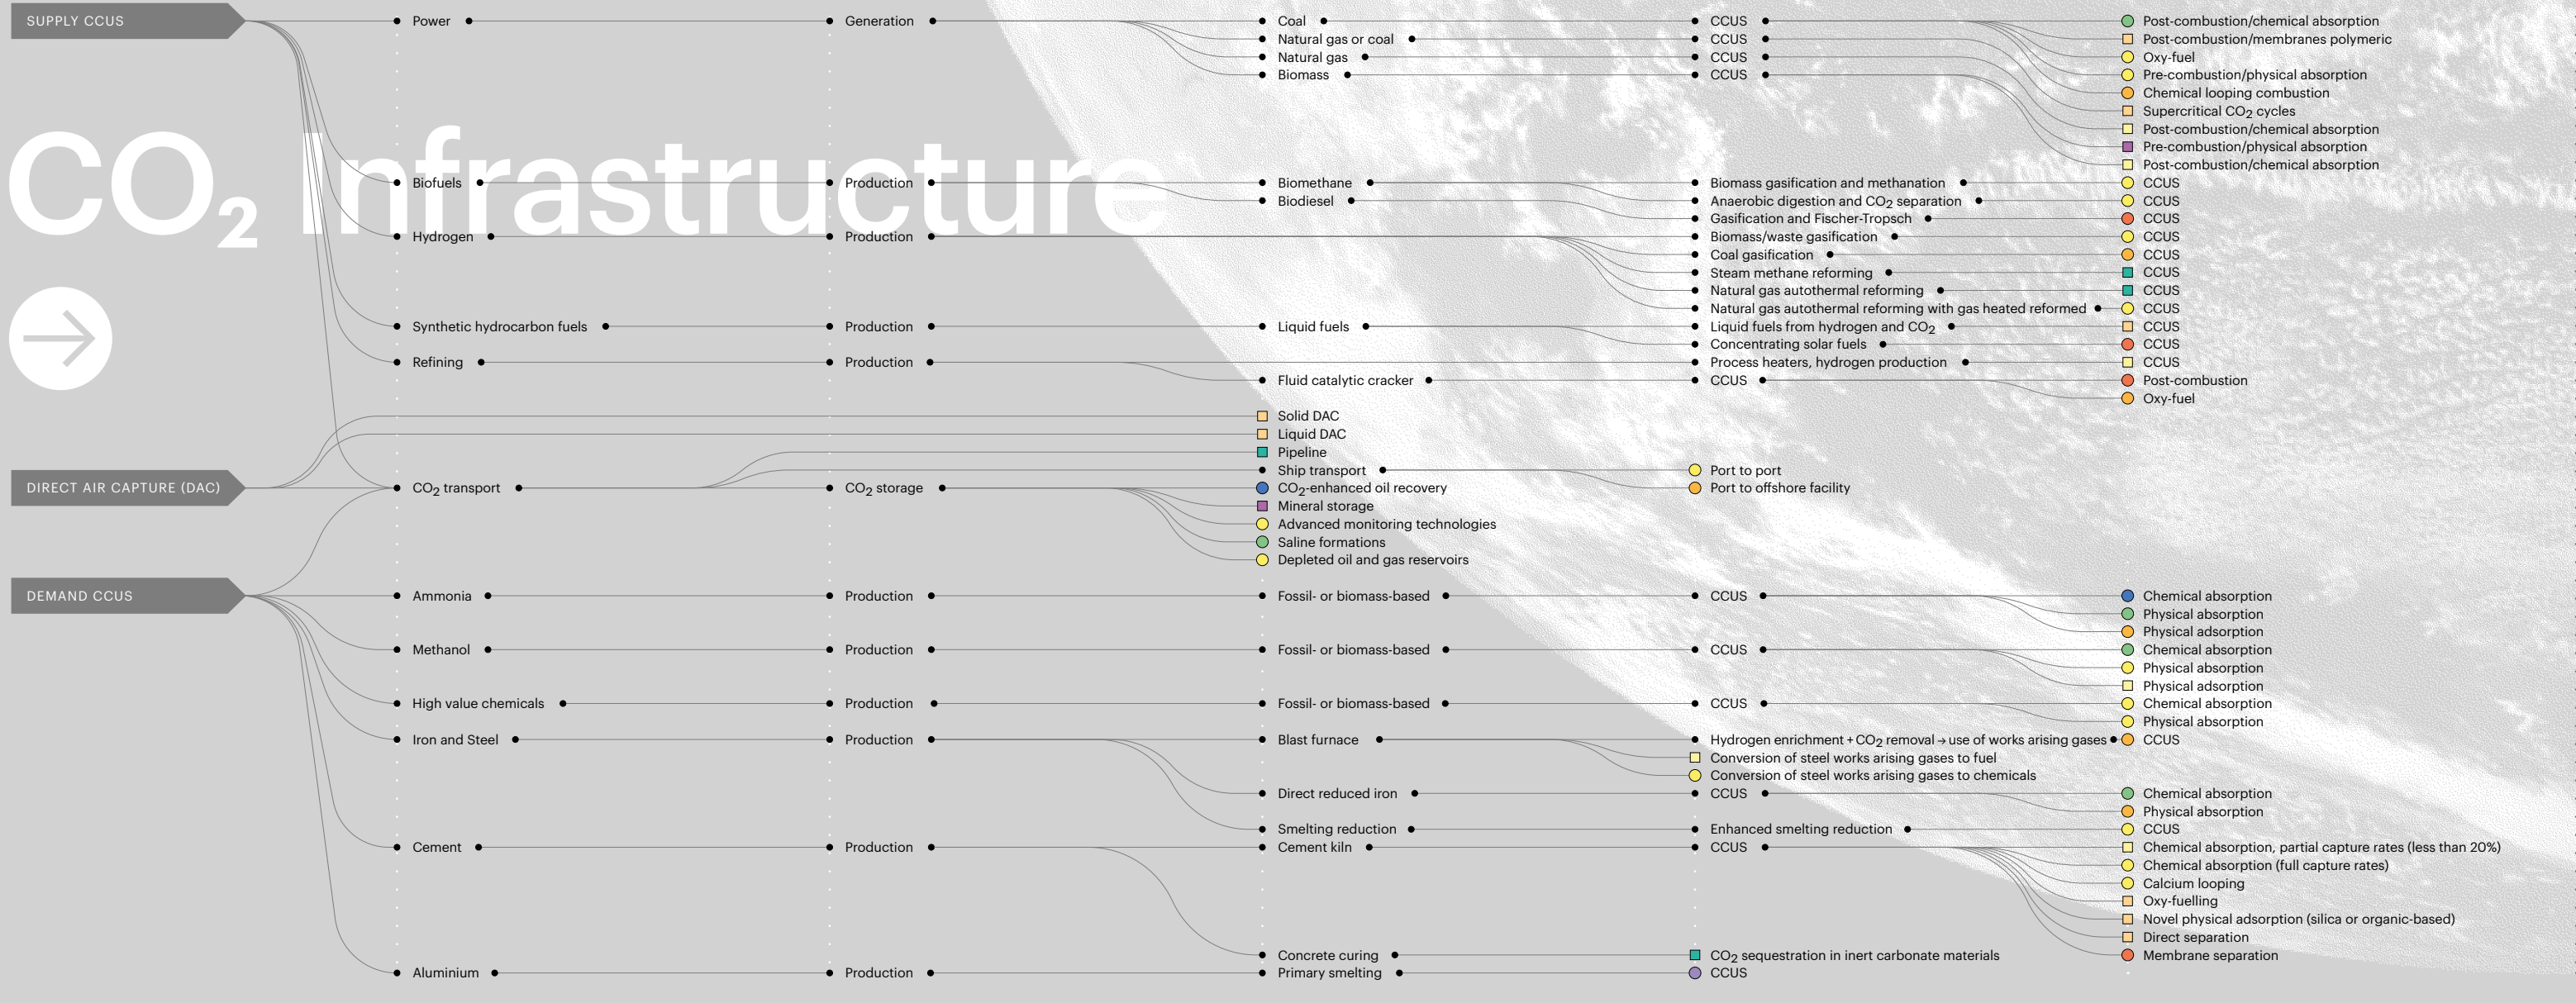 SUPPLY CCUS
Power
Generation
Coal
CCUS
Post-combustion/chemical absorption
Natural gas or coal
CCUS
Post-combustion/membranes polymeric
Natural gas
CCUS
Oxy-fuel
Biomass
CCUS
Pre-combustion/physical absorption
Chemical looping combustion
Supercritical CO2 cycles
Post-combustion/chemical absorption
Pre-combustion/physical absorption
Post-combustion/chemical absorption
CO2 Infrastructure
Biofuels
Production
Biomethane
Biomass gasification and methanation
CCUS
Biodiesel
Anaerobic digestion and CO2 separation
CCUS
Gasification and Fischer-Tropsch
CCUS
Hydrogen
Production
Biomass/waste gasification
CCUS
Coal gasification
CCUS
Steam methane reforming
CCUS
Natural gas autothermal reforming
CCUS
Natural gas autothermal reforming with gas heated reformed
CCUS
Synthetic hydrocarbon fuels
Production
Liquid fuels
Liquid fuels from hydrogen and CO2
CCUS
Concentrating solar fuels
CCUS
Refining
Production
Process heaters, hydrogen production
CCUS
Fluid catalytic cracker
CCUS
Post-combustion
Oxy-fuel
Solid DAC
Liquid DAC
Pipeline
Ship transport
Port to port
DIRECT AIR CAPTURE (DAC)
CO2 transport
CO2 storage
CO2-enhanced oil recovery
Port to offshore facility
Mineral storage
Advanced monitoring technologies
Saline formations
Depleted oil and gas reservoirs
DEMAND CCUS
Ammonia
Production
Fossil- or biomass-based
CCUS
Chemical absorption
Physical absorption
Physical adsorption
Methanol
Production
Fossil- or biomass-based
CCUS
Chemical absorption
Physical absorption
Physical adsorption
High value chemicals
Production
Fossil- or biomass-based
CCUS
Chemical absorption
Physical absorption
Iron and Steel
Production
Blast furnace
Hydrogen enrichment + CO2 removal → use of works arising gases
CCUS
Conversion of steel works arising gases to fuel
Conversion of steel works arising gases to chemicals
Direct reduced iron
CCUS
Chemical absorption
Physical absorption
Smelting reduction
Enhanced smelting reduction
CCUS
Cement
Production
Cement kiln
CCUS
Chemical absorption, partial capture rates (less than 20%)
Chemical absorption (full capture rates)
Calcium looping
Oxy-fuelling
Novel physical adsorption (silica or organic-based)
Direct separation
Concrete curing
CO2 sequestration in inert carbonate materials
Membrane separation
Aluminium
Production
Primary smelting
CCUS